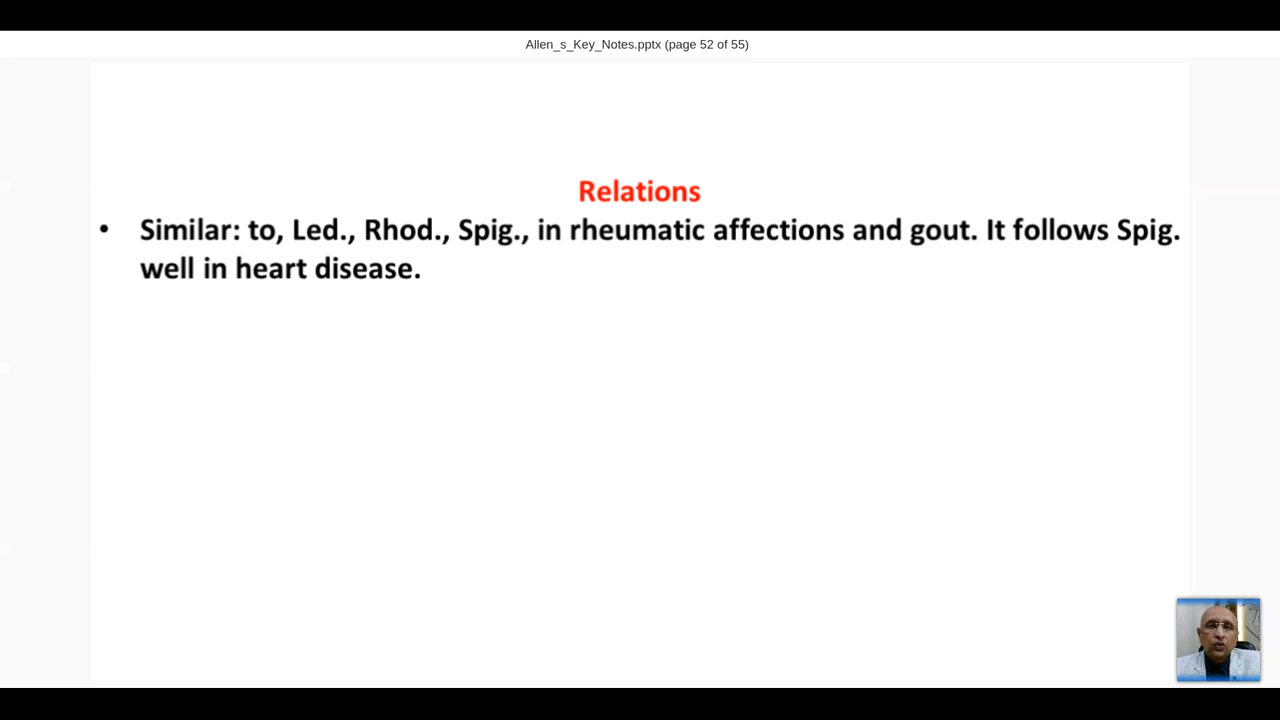 Allen_s_Key_Notes.pptx (page 52 of 55)
Relations
• Similar: to, Led., Rhod., Spig., in rheumatic affections and gout. It follows Spig.
well in heart disease.